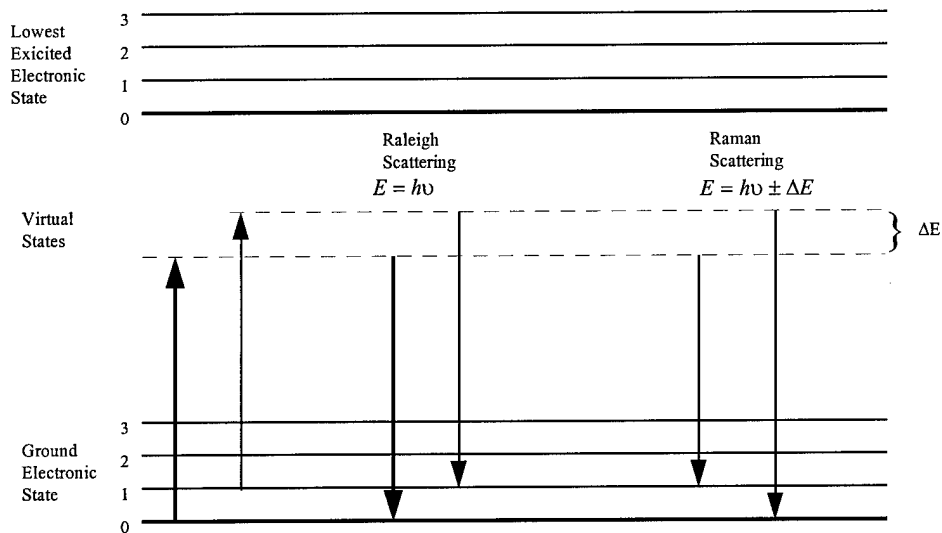 Lowest
Exicited
Electronic
State
3
2
1
0
Raleigh
Scattering
E = hυ
Raman
Scattering
E = hυ ± ΔE
Virtual
States
ΔE
Ground
Electronic
State
3
2
1
0